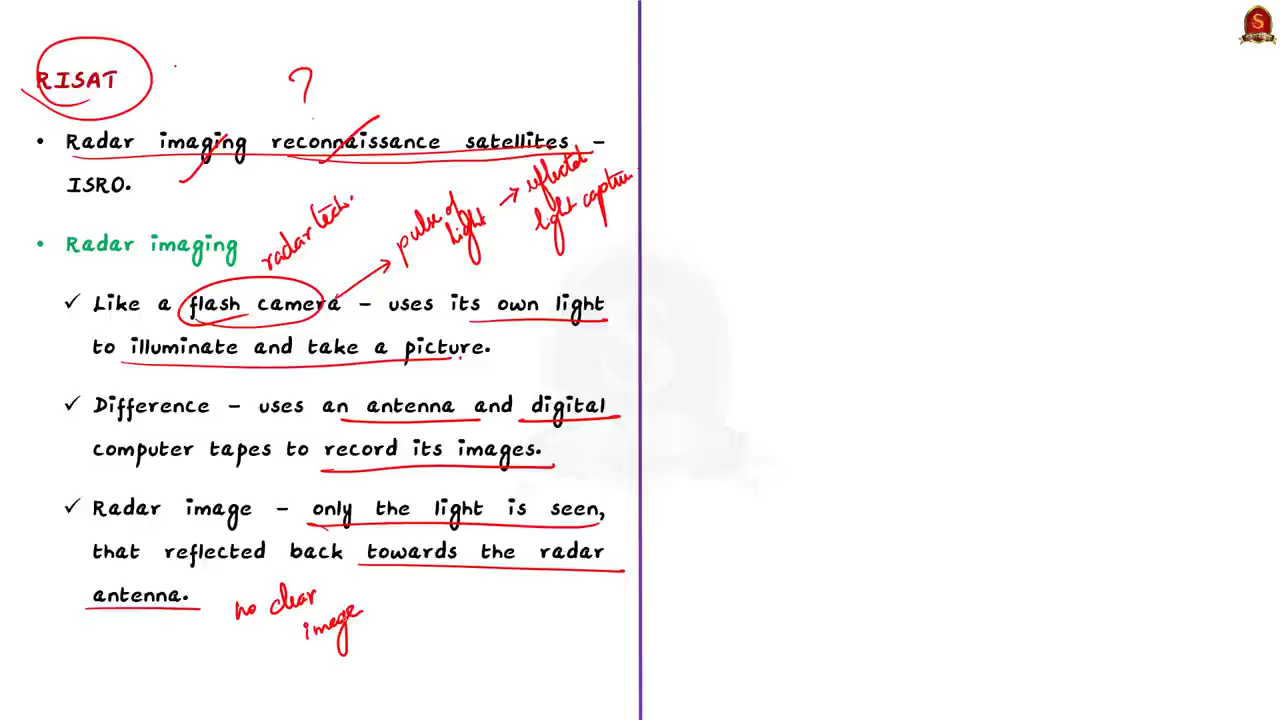 RISAT
?
• Radar imaging reconnaissance satellites –
ISRO.
• Radar imaging
radar tech.
pulse of
light
reflected
light capture
✓ Like a flash camera – uses its own light
to illuminate and take a picture.
✓ Difference – uses an antenna and digital
computer tapes to record its images.
✓ Radar image – only the light is seen,
that reflected back towards the radar
antenna.
no clear
image
S